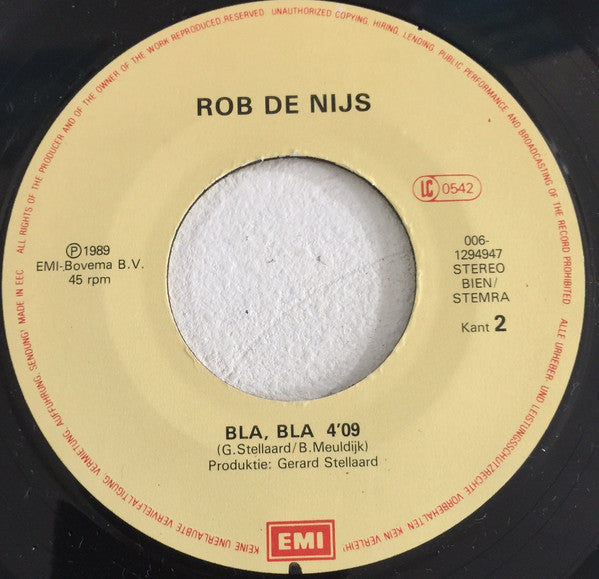 ALL RIGHTS OF THE PRODUCER AND OF THE OWNER OF THE WORK REPRODUCED RESERVED. UNAUTHORIZED COPYING, HIRING, LENDING, PUBLIC PERFORMANCE AND BROADCASTING OF THE RECORD PROHIBITED.
ROB DE NIJS
LC 0542
℗ 1989
EMI-Bovema B.V.
45 rpm
006-
1294947
STEREO
BIEN/
STEMRA
Kant 2
BLA, BLA 4'09
(G.Stellaard/B.Meuldijk)
Produktie: Gerard Stellaard
EMI
ALLE URHEBER- UND LEISTUNGSSCHUTZRECHTE VORBEHALTEN. KEIN VERLEIH!
KEINE UNERLAUBTE VERVIELFÄLTIGUNG, VERMIETUNG, AUFFÜHRUNG, SENDUNG! MADE IN EEC